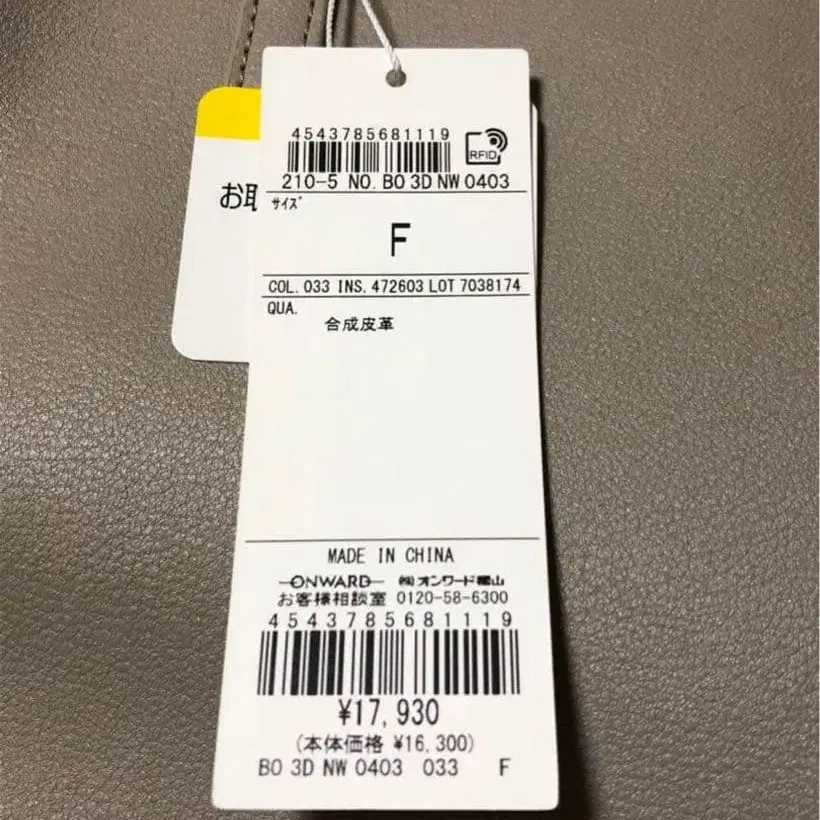 4543785681119
RFID
210-5 NO. BO 3D NW 0403
お取
サイズ
F
COL. 033 INS. 472603 LOT 7038174
QUA.
合成皮革
MADE IN CHINA
ONWARD ㈱オンワード樫山
お客様相談室 0120-58-6300
4543785681119
¥17,930
(本体価格 ¥16,300)
BO 3D NW 0403 033 F